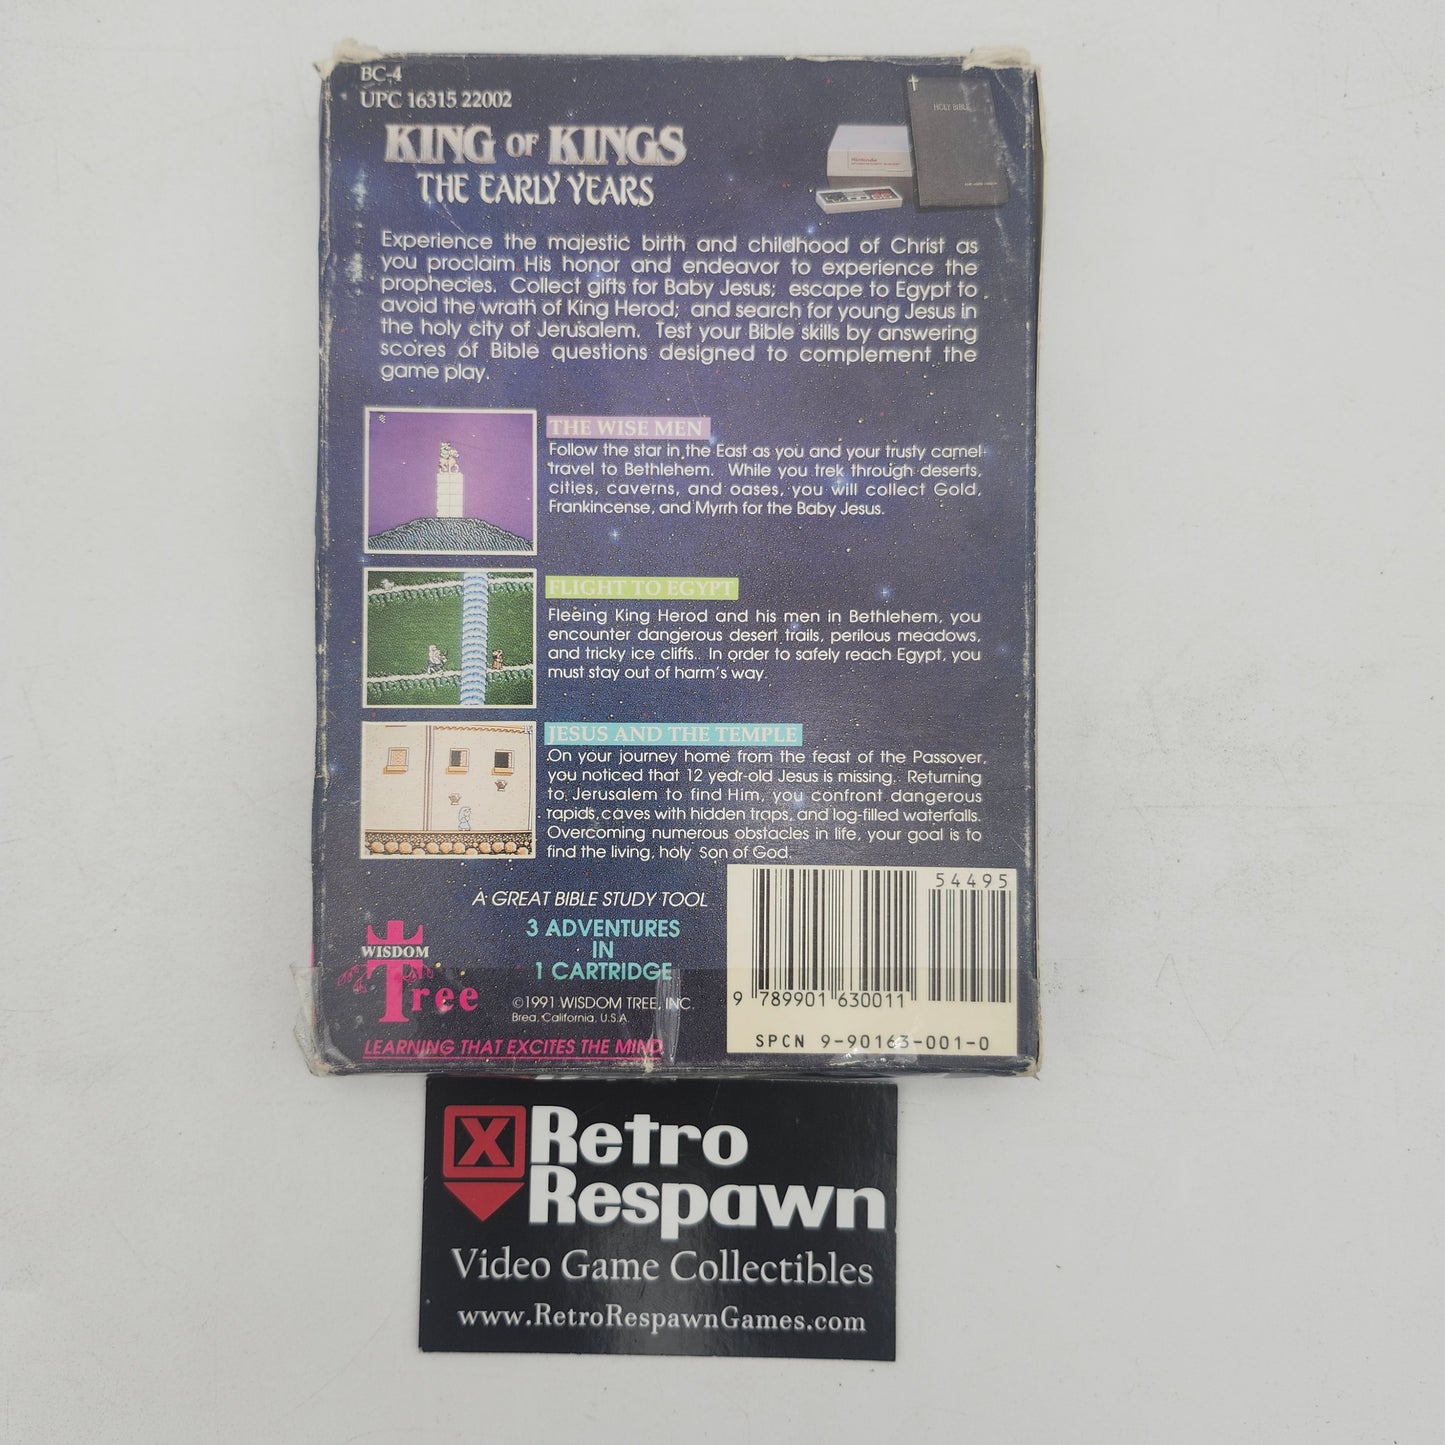 BC-4
UPC 16315 22002
KING OF KINGS
THE EARLY YEARS
HOLY BIBLE
Nintendo
Experience the majestic birth and childhood of Christ as
you proclaim His honor and endeavor to experience the
prophecies. Collect gifts for Baby Jesus; escape to Egypt to
avoid the wrath of King Herod; and search for young Jesus in
the holy city of Jerusalem. Test your Bible skills by answering
scores of Bible questions designed to complement the
game play.
THE WISE MEN
Follow the star in the East as you and your trusty camel
travel to Bethlehem. While you trek through deserts,
cities, caverns, and oases, you will collect Gold,
Frankincense, and Myrrh for the Baby Jesus.
FLIGHT TO EGYPT
Fleeing King Herod and his men in Bethlehem, you
encounter dangerous desert trails, perilous meadows,
and tricky ice cliffs. In order to safely reach Egypt, you
must stay out of harm's way.
JESUS AND THE TEMPLE
On your journey home from the feast of the Passover,
you noticed that 12 year-old Jesus is missing. Returning
to Jerusalem to find Him, you confront dangerous
rapids, caves with hidden traps, and log-filled waterfalls.
Overcoming numerous obstacles in life, your goal is to
find the living, holy Son of God.
A GREAT BIBLE STUDY TOOL
3 ADVENTURES
IN
1 CARTRIDGE
WISDOM
Tree
©1991 WISDOM TREE, INC.
Brea, California, U.S.A.
LEARNING THAT EXCITES THE MIND
54495
9 789901 630011
SPCN 9-90163-001-0
X Retro
Respawn
Video Game Collectibles
www.RetroRespawnGames.com